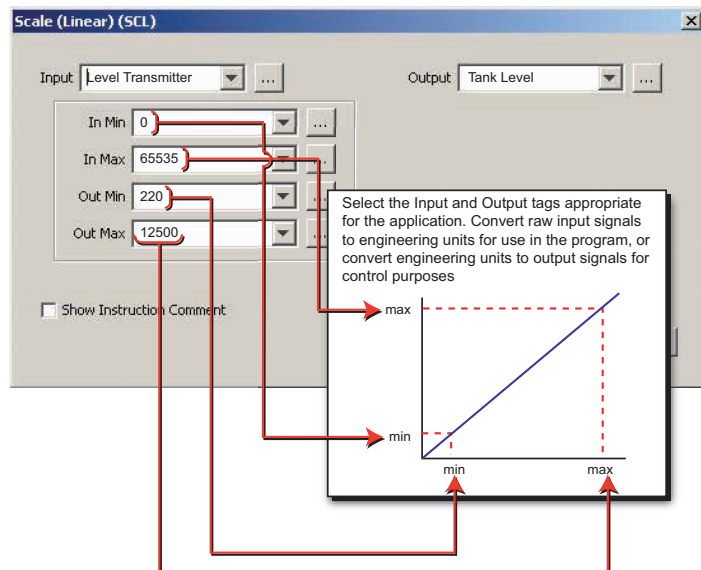 Scale (Linear) (SCL)
Input Level Transmitter ... Output Tank Level ...
In Min 0 ...
In Max 65535 ...
Out Min 220
Out Max 12500
Select the Input and Output tags appropriate
for the application. Convert raw input signals
to engineering units for use in the program, or
convert engineering units to output signals for
control purposes
Show Instruction Comment
max
min
min max